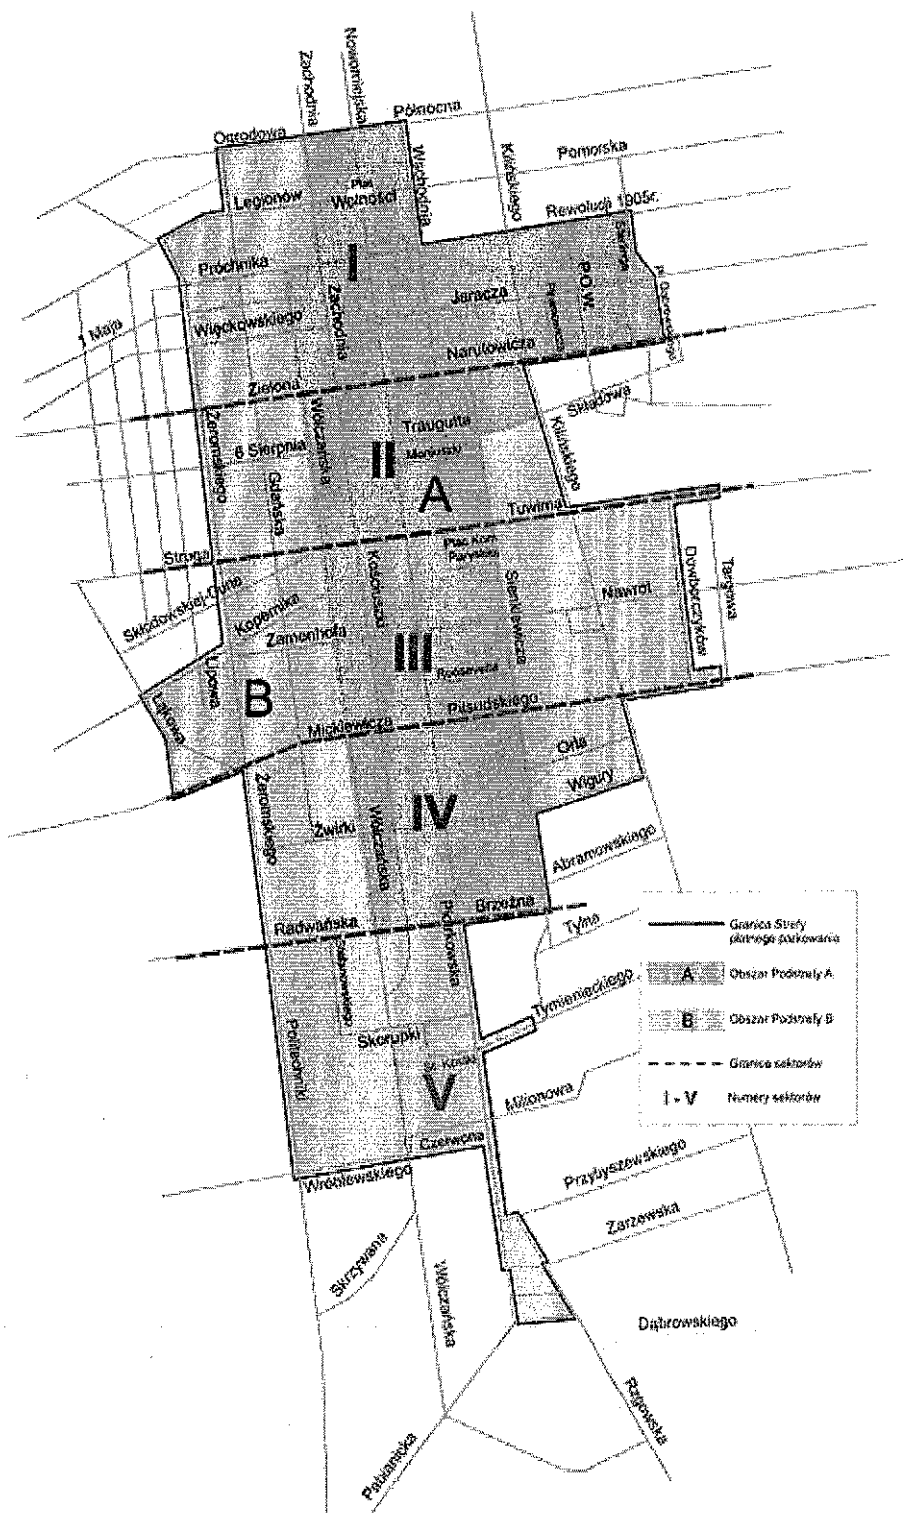 Zachodnia
Nowomiejska
Północna
Ogrodowa
Wschodnia
Kilińskiego
Pomorska
Legionów
Plac
Wolności
Rewolucji 1905r.
Próchnika
I
P.O.W.
Zachodnia
Jaracza
1 Maja
Więckowskiego
Narutowicza
Zielona
Składowa
Żeromskiego
Wólczańska
Traugutta
6 Sierpnia
II
Moniuszki
Kilińskiego
Gdańska
A
Tuwima
Struga
Plac Kom.
Paryskiej
Kościuszki
Sienkiewicza
Dowborczyków
Targowa
Skłodowskiej-Curie
Kopernika
Nawrot
Zamenhofa
III
Roosevelta
Lipowa
B
Łąkowa
Piłsudskiego
Mickiewicza
Orla
Wigury
Żeromskiego
IV
Żwirki
Wólczańska
Abramowskiego
Brzeźna
Radwańska
Piotrkowska
Tylna
Granica Strefy
płatnego parkowania
A
Obszar Podstrefy A
B
Obszar Podstrefy B
Granice sektorów
I - V
Numery sektorów
Stefanowskiego
Tymienieckiego
Politechniki
Skorupki
V
Milionowa
Czerwona
Wróblewskiego
Przybyszewskiego
Zarzewska
Skrzywana
Wólczańska
Dąbrowskiego
Rzgowska
Pabianicka